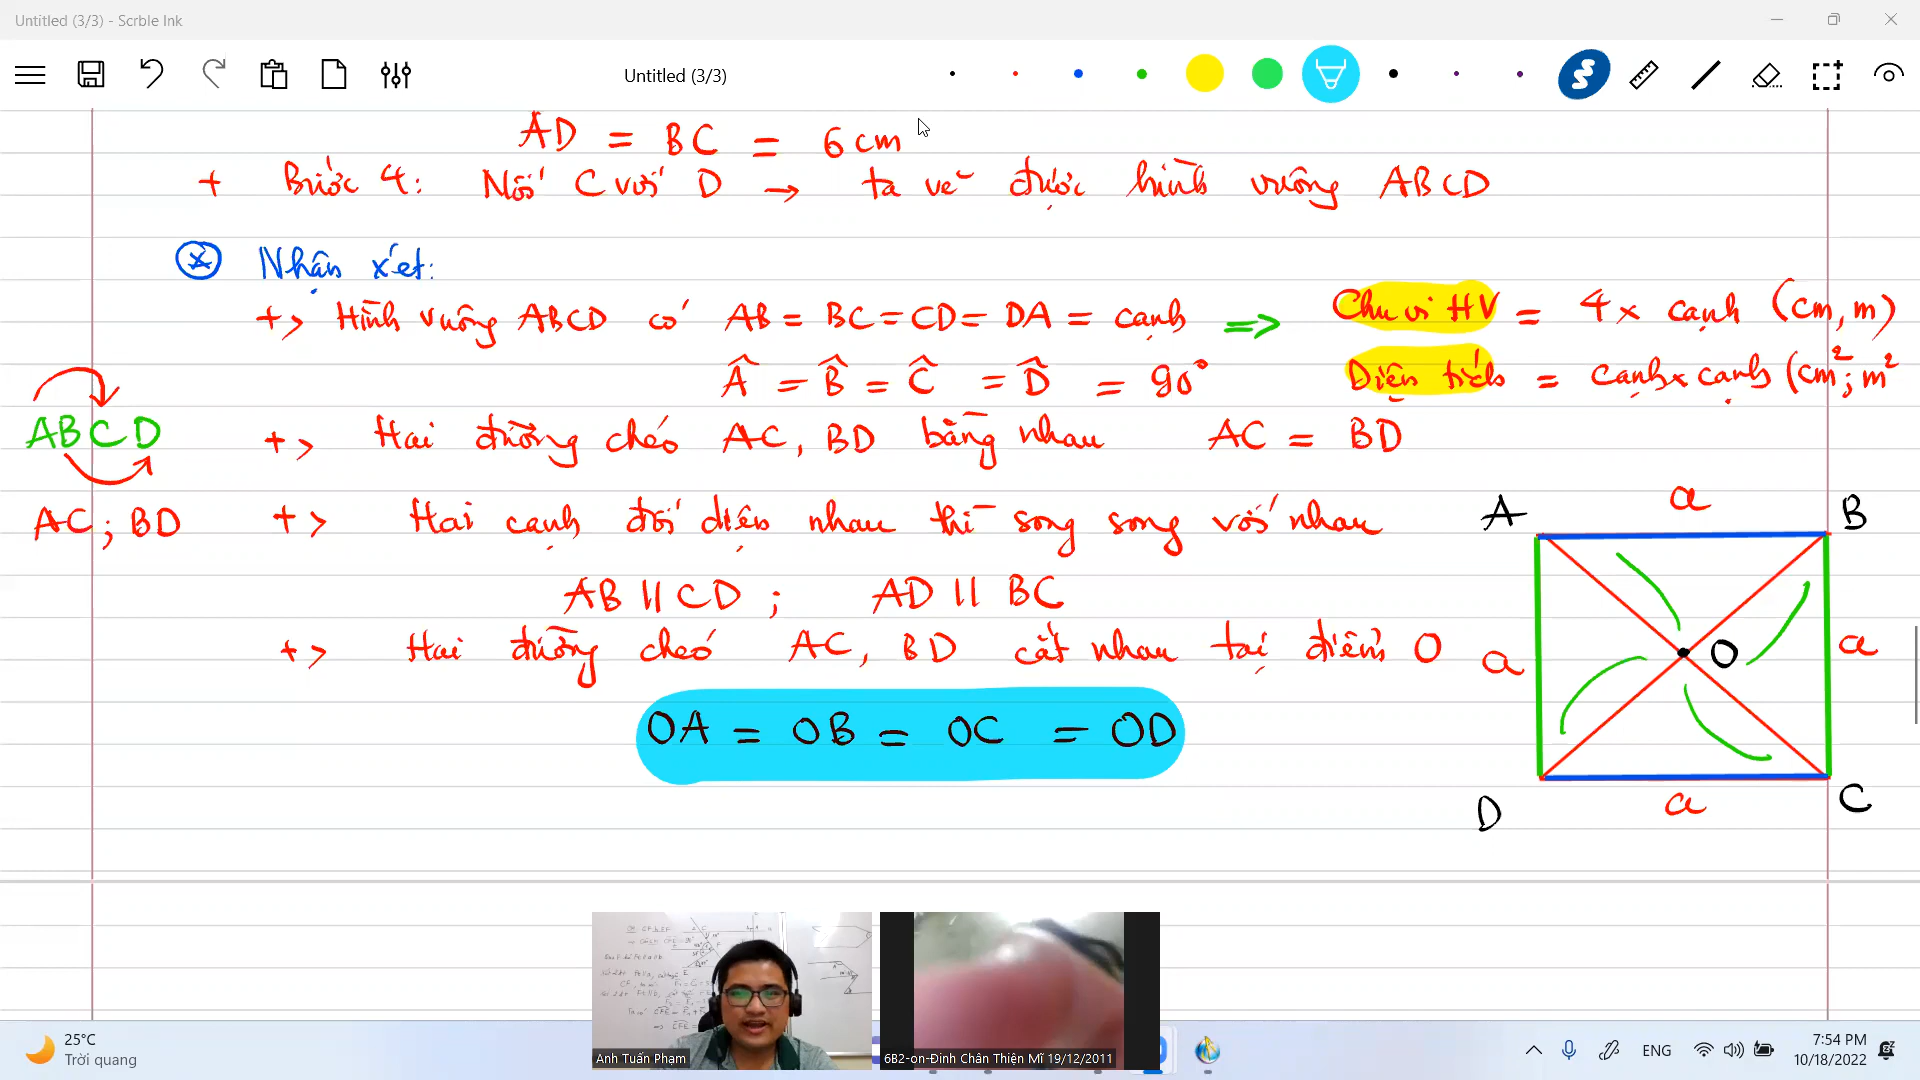 Untitled (3/3) - Scrble Ink
Untitled (3/3)
AD = BC = 6 cm
+ Bước 4: Nối C với D → ta vẽ được hình vuông ABCD
Nhận xét:
+> Hình vuông ABCD có AB = BC = CD = DA = cạnh => Chu vi HV = 4 x cạnh (cm, m)
Â = B̂ = Ĉ = D̂ = 90°
Diện tích = cạnh x cạnh (cm²; m²
ABCD
+> Hai đường chéo AC, BD bằng nhau AC = BD
AC; BD
+> Hai cạnh đối diện nhau thì song song với nhau
AB // CD ; AD // BC
+> Hai đường chéo AC, BD cắt nhau tại điểm O
OA = OB = OC = OD
A a B
a O a
D a C
Anh Tuấn Phạm
6B2-on-Đinh Chân Thiện Mĩ 19/12/2011
25°C
Trời quang
ENG
7:54 PM
10/18/2022